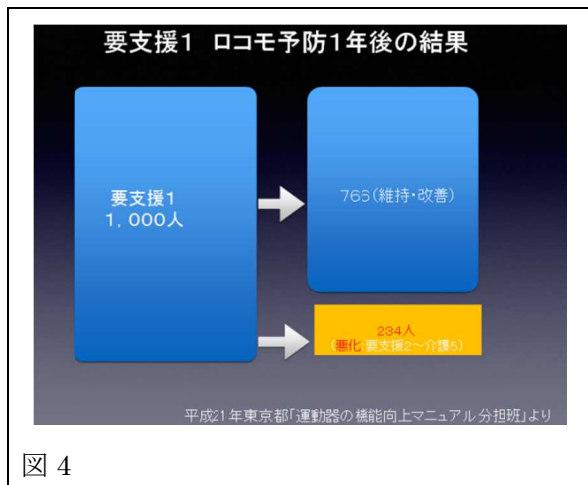 要支援1 ロコモ予防1年後の結果
要支援1
1,000人
766(維持・改善)
234人
(悪化:要支援2~介護5)
平成21年東京都「運動器の機能向上マニュアル分担班」より
図 4